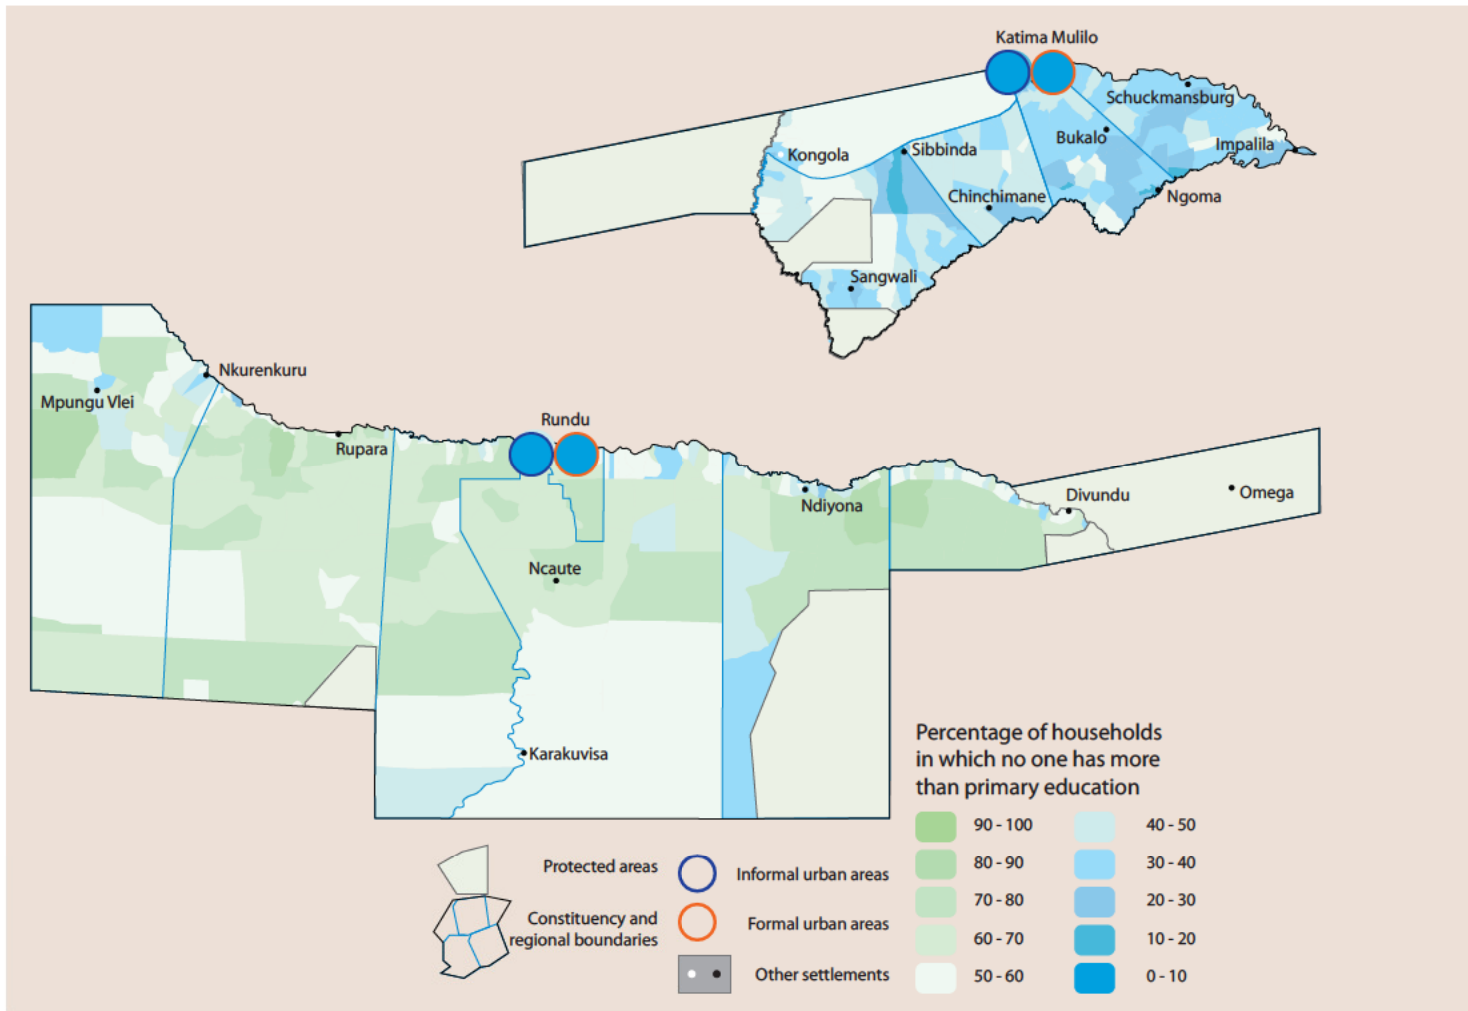 Katima Mulilo
Schuckmansburg
Bukalo
Impalila
Kongola
Sibbinda
Chinchimane
Ngoma
Sangwali
Nkurenkuru
Mpungu Vlei
Rundu
Rupara
Ndiyona
Divundu
Omega
Ncaute
Karakuvisa
Percentage of households
in which no one has more
than primary education
90 - 100
80 - 90
70 - 80
60 - 70
50 - 60
40 - 50
30 - 40
20 - 30
10 - 20
0 - 10
Protected areas
Constituency and
regional boundaries
Informal urban areas
Formal urban areas
Other settlements